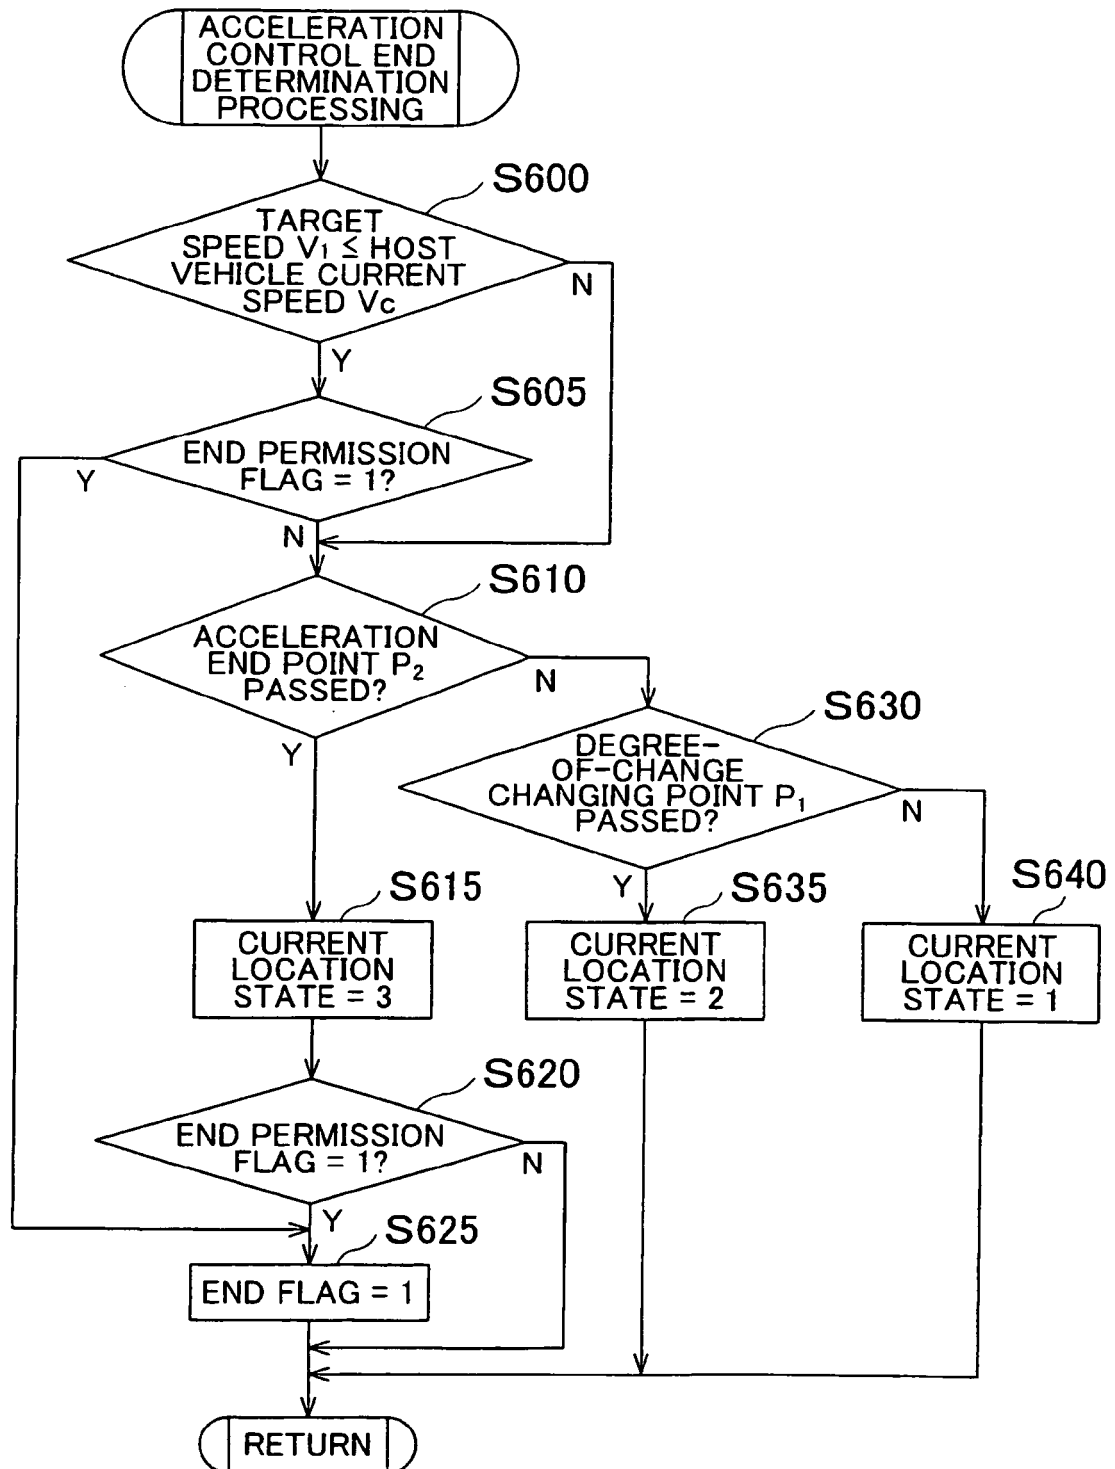 ACCELERATION
CONTROL END
DETERMINATION
PROCESSING
S600
TARGET
SPEED V₁ ≤ HOST
VEHICLE CURRENT
SPEED Vc
N
Y
S605
END PERMISSION
FLAG = 1?
Y
N
S610
ACCELERATION
END POINT P₂
PASSED?
N
Y
S630
DEGREE-
OF-CHANGE
CHANGING POINT P₁
PASSED?
N
Y
S615
CURRENT
LOCATION
STATE = 3
S635
CURRENT
LOCATION
STATE = 2
S640
CURRENT
LOCATION
STATE = 1
S620
END PERMISSION
FLAG = 1?
N
Y
S625
END FLAG = 1
RETURN